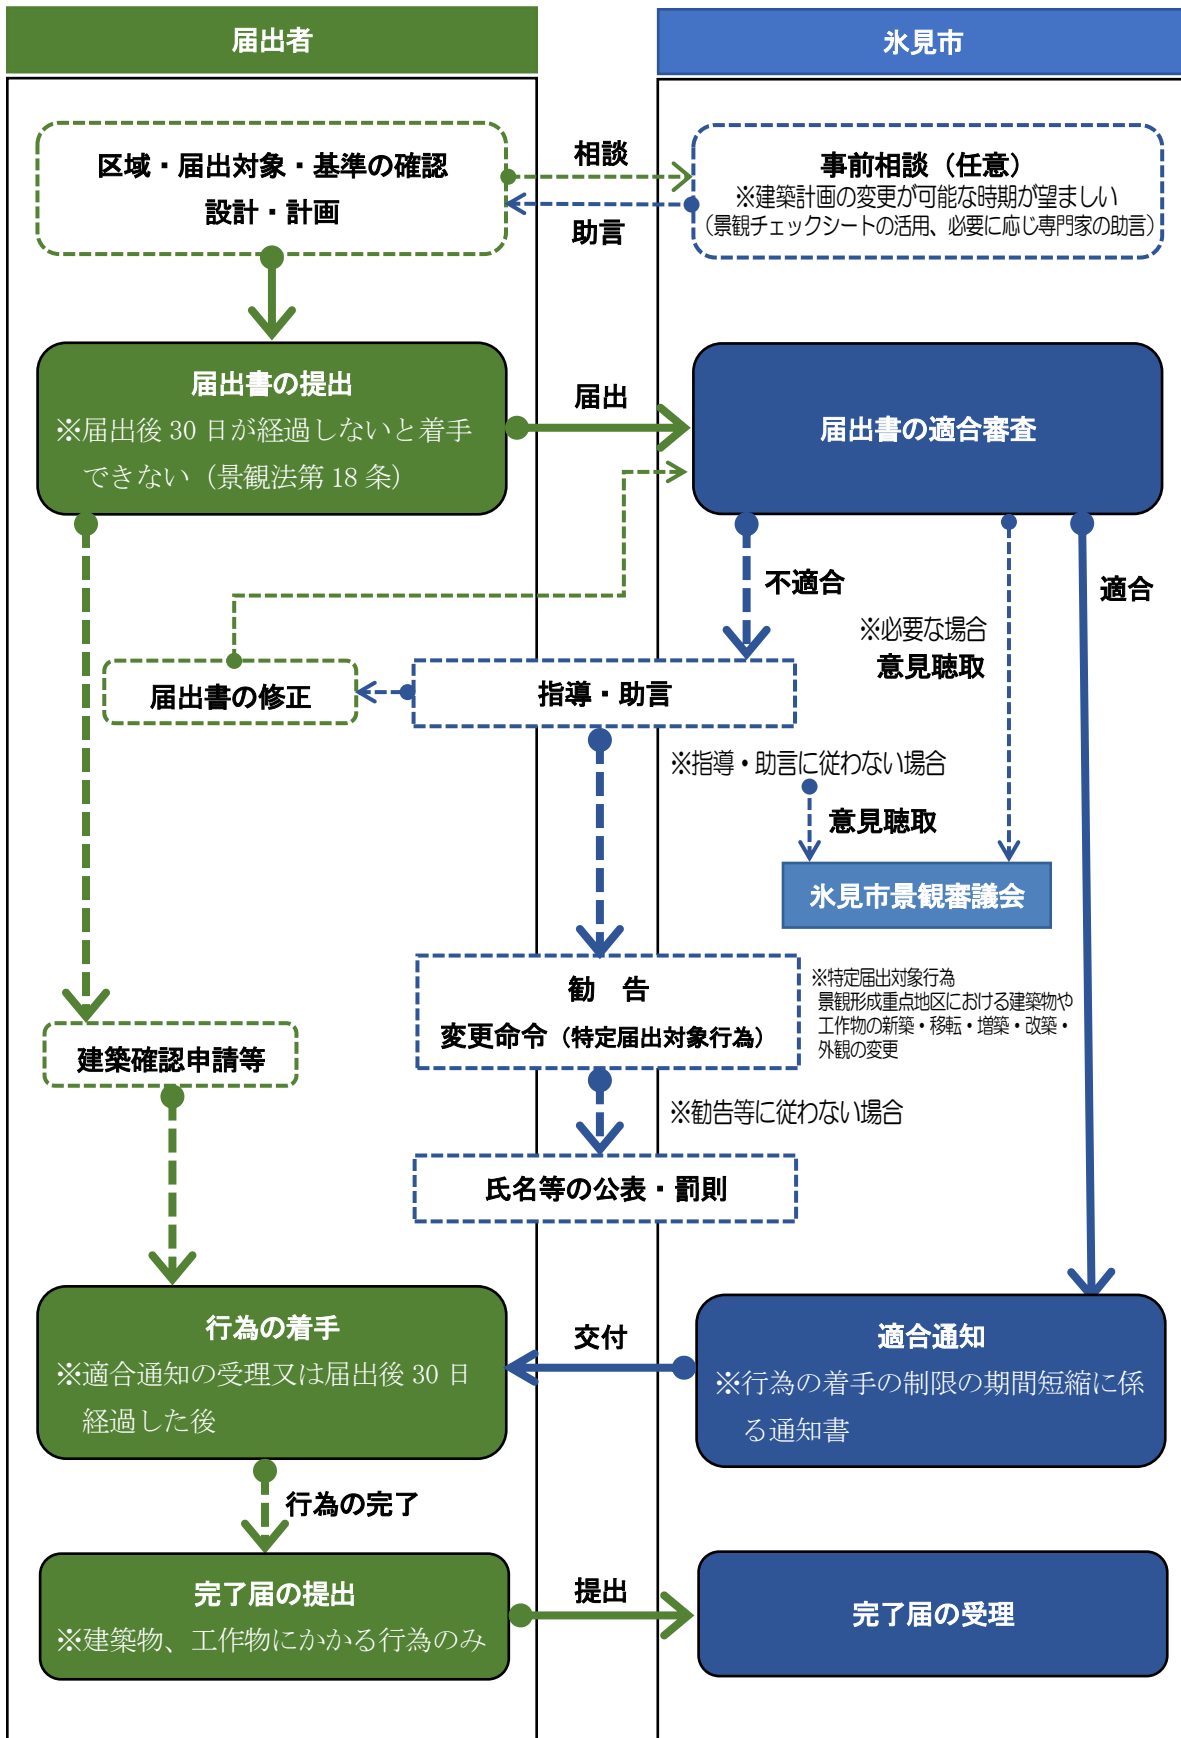 届出者
氷見市
区域・届出対象・基準の確認
設計・計画
相談
助言
事前相談（任意）
※建築計画の変更が可能な時期が望ましい
（景観チェックシートの活用、必要に応じ専門家の助言）
届出書の提出
※届出後 30 日が経過しないと着手
できない（景観法第 18 条）
届出
届出書の適合審査
不適合
適合
※必要な場合
意見聴取
届出書の修正
指導・助言
※指導・助言に従わない場合
意見聴取
氷見市景観審議会
勧　告
変更命令（特定届出対象行為）
※特定届出対象行為
景観形成重点地区における建築物や
工作物の新築・移転・増築・改築・
外観の変更
建築確認申請等
※勧告等に従わない場合
氏名等の公表・罰則
行為の着手
※適合通知の受理又は届出後 30 日
経過した後
交付
適合通知
※行為の着手の制限の期間短縮に係
る通知書
行為の完了
完了届の提出
※建築物、工作物にかかる行為のみ
提出
完了届の受理